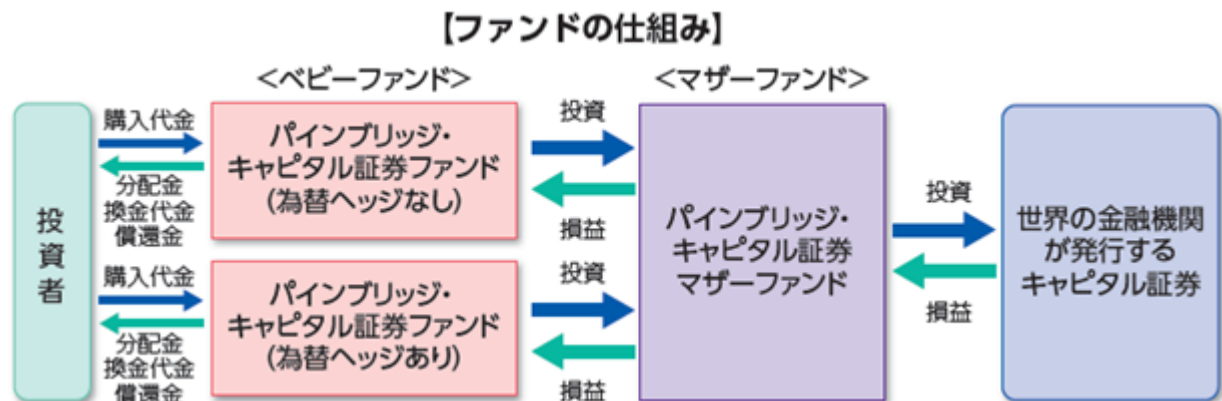 【ファンドの仕組み】
<ベビーファンド>
<マザーファンド>
投資者
購入代金
分配金
換金代金
償還金
パインブリッジ・
キャピタル証券ファンド
(為替ヘッジなし)
投資
損益
購入代金
分配金
換金代金
償還金
パインブリッジ・
キャピタル証券ファンド
(為替ヘッジあり)
投資
損益
パインブリッジ・
キャピタル証券
マザーファンド
投資
損益
世界の金融機関
が発行する
キャピタル証券